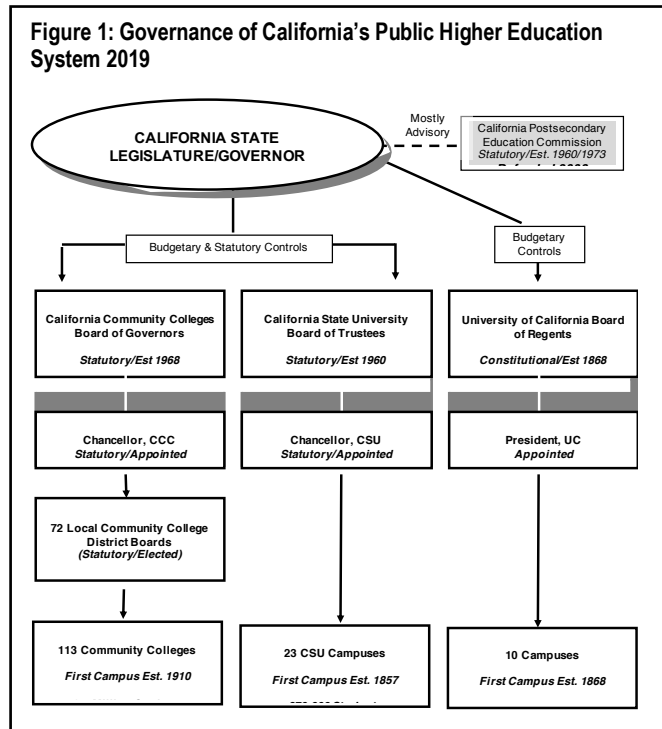 Figure 1: Governance of California's Public Higher Education
System 2019
CALIFORNIA STATE
LEGISLATURE/GOVERNOR
Mostly
Advisory
California Postsecondary
Education Commission
Statutory/Est. 1960/1973
Budgetary & Statutory Controls
Budgetary
Controls
California Community Colleges
Board of Governors
Statutory/Est 1968
California State University
Board of Trustees
Statutory/Est 1960
University of California Board
of Regents
Constitutional/Est 1868
Chancellor, CCC
Statutory/Appointed
Chancellor, CSU
Statutory/Appointed
President, UC
Appointed
72 Local Community College
District Boards
(Statutory/Elected)
113 Community Colleges
First Campus Est. 1910
23 CSU Campuses
First Campus Est. 1857
10 Campuses
First Campus Est. 1868